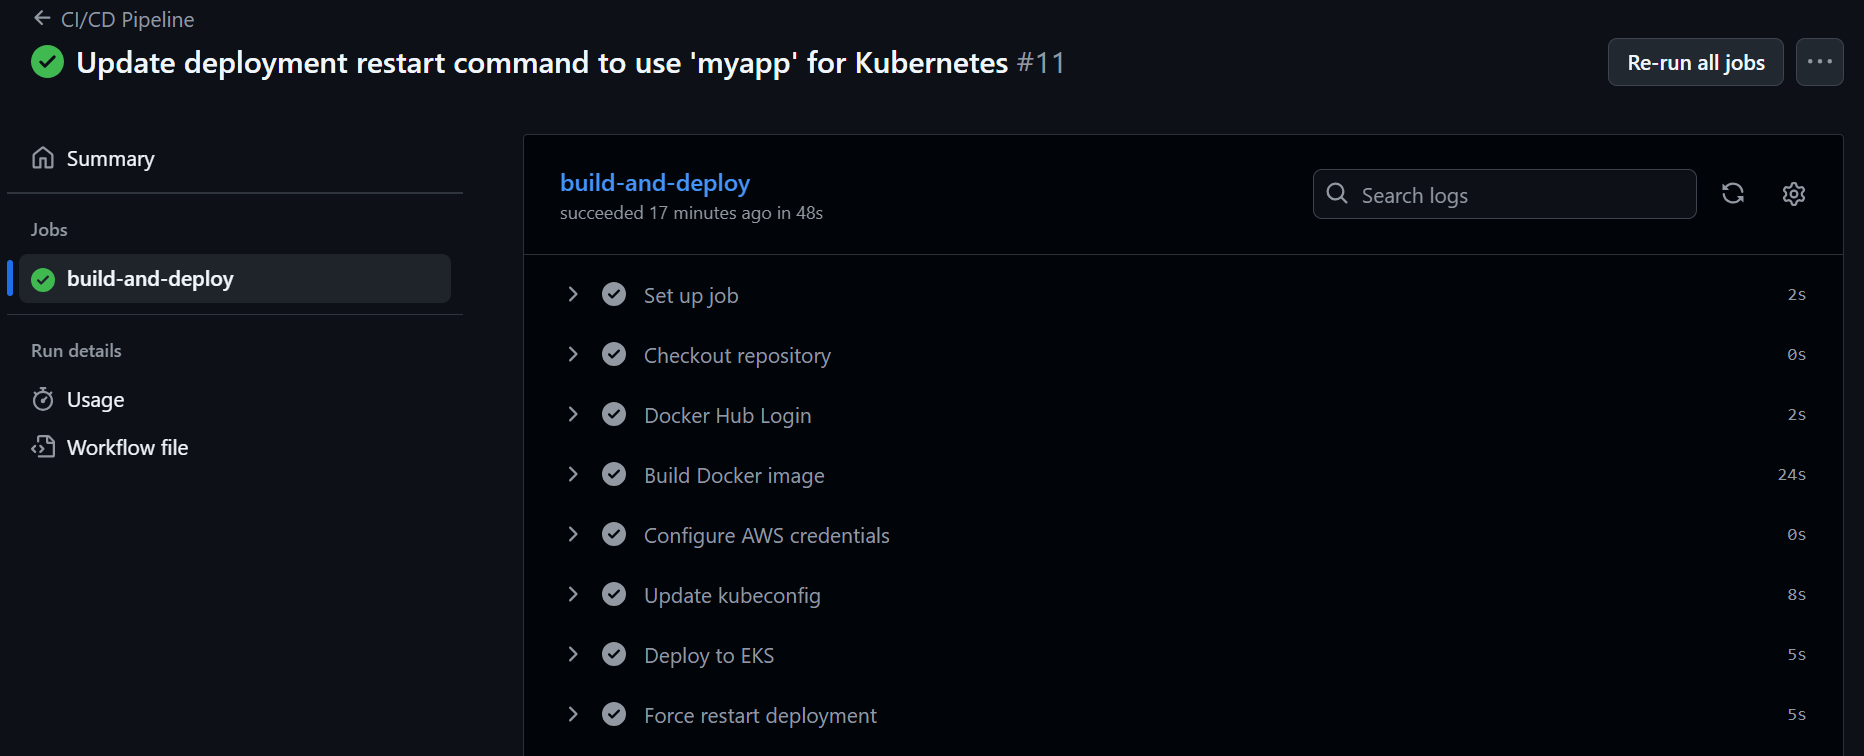 CI/CD Pipeline
Update deployment restart command to use 'myapp' for Kubernetes #11
Re-run all jobs
Summary
Jobs
build-and-deploy
Run details
Usage
Workflow file
build-and-deploy
succeeded 17 minutes ago in 48s
Search logs
Set up job 2s
Checkout repository 0s
Docker Hub Login 2s
Build Docker image 24s
Configure AWS credentials 0s
Update kubeconfig 8s
Deploy to EKS 5s
Force restart deployment 5s